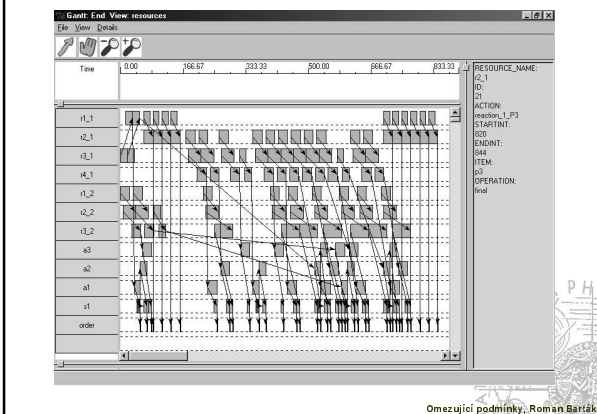 Gantt: End View: resources
File View Details
Time
0.00 166.67 333.33 500.00 666.67 833.33
r1_1
r2_1
r3_1
r4_1
r1_2
r2_2
r3_2
a3
a2
a1
s1
order
RESOURCE_NAME:
r2_1
ID:
21
ACTION:
reaction_1_P3
STARTINT:
820
ENDINT:
844
ITEM:
p3
OPERATION:
final
P H
Omezující podmínky, Roman Barták